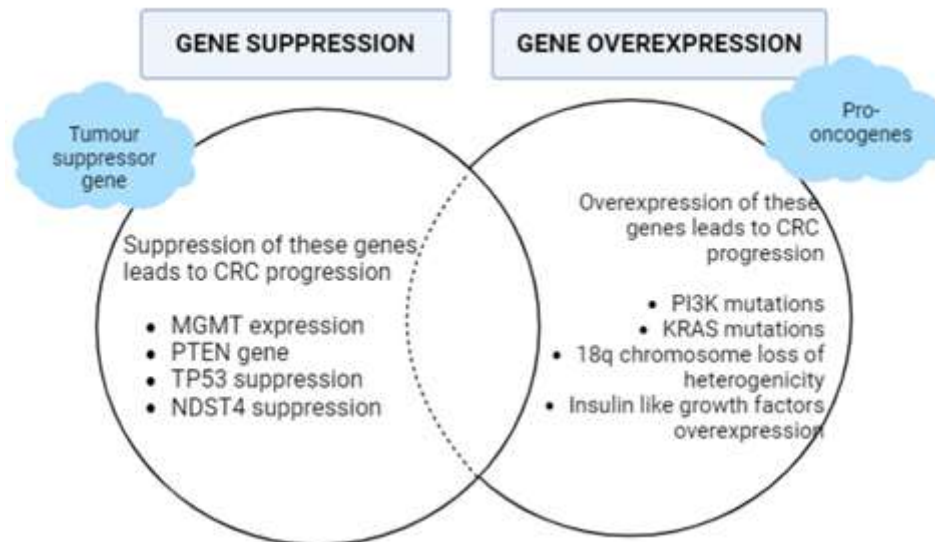 GENE SUPPRESSION
GENE OVEREXPRESSION
Tumour
suppressor
gene
Pro-
oncogenes
Suppression of these genes
leads to CRC progression
• MGMT expression
• PTEN gene
• TP53 suppression
• NDST4 suppression
Overexpression of these
genes leads to CRC
progression
• PI3K mutations
• KRAS mutations
• 18q chromosome loss of
heterogenicity
• Insulin like growth factors
overexpression